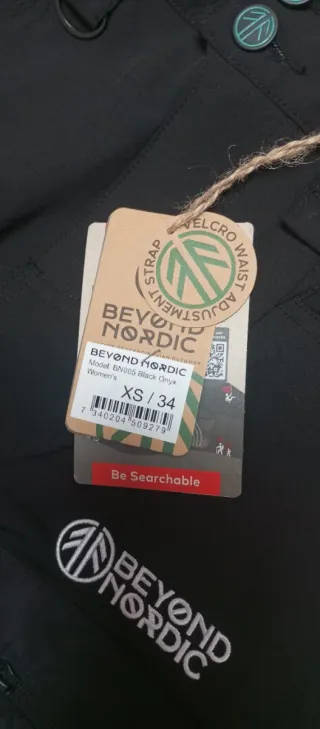 VELCRO WAIST ADJUSTMENT STRAP
BEYOND
NORDIC
BEYOND NORDIC
Model: BN005 Black Onyx
Women's
XS / 34
7 340204 509279
Be Searchable
BEYOND
NORDIC